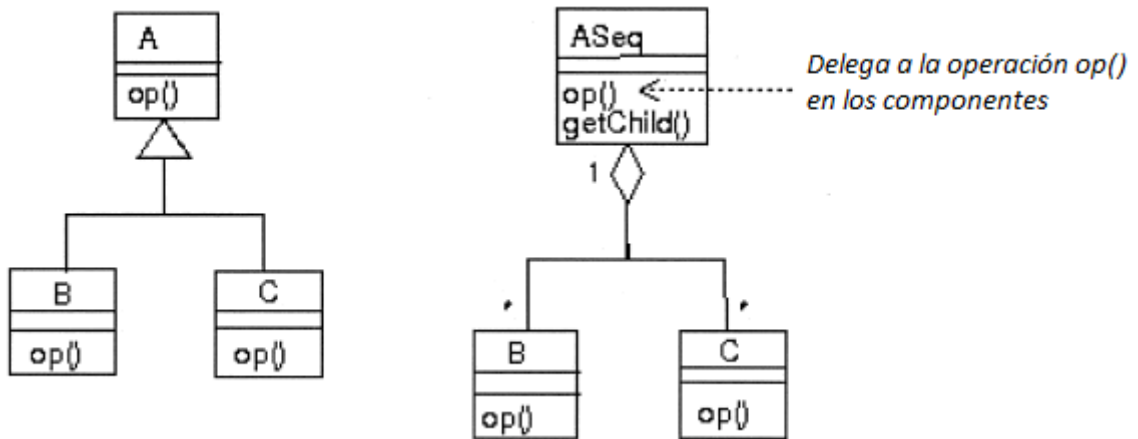 A
op()
B
op()
C
op()
ASeq
op()
getChild()
Delega a la operación op()
en los componentes
1
*
*
B
op()
C
op()